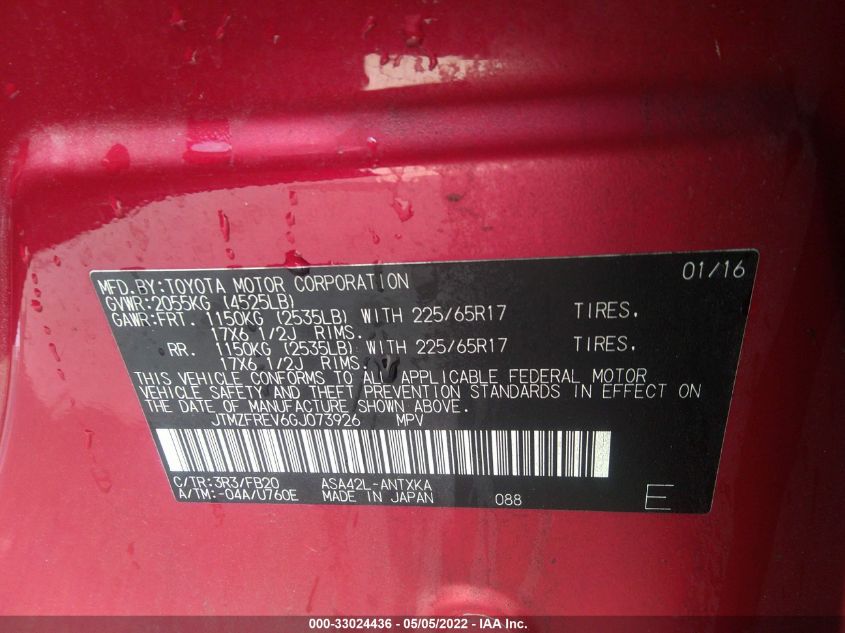 MFD.BY:TOYOTA MOTOR CORPORATION 01/16
GVWR:2055KG (4525LB)
GAWR:FRT. 1150KG (2535LB) WITH 225/65R17 TIRES.
17X6 1/2J RIMS.
RR. 1150KG (2535LB) WITH 225/65R17 TIRES.
17X6 1/2J RIMS.
THIS VEHICLE CONFORMS TO ALL APPLICABLE FEDERAL MOTOR
VEHICLE SAFETY AND THEFT PREVENTION STANDARDS IN EFFECT ON
THE DATE OF MANUFACTURE SHOWN ABOVE.
JTMZFREV6GJ073926 MPV
C/TR:3R3/FB20 ASA42L-ANTXKA
A/TM:-04A/U760E MADE IN JAPAN 088 E
000-33024436 - 05/05/2022 - IAA Inc.